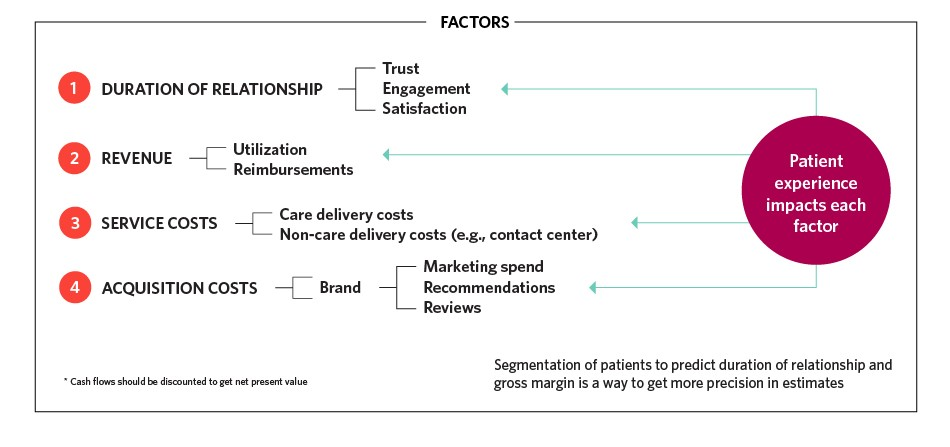 FACTORS
1 DURATION OF RELATIONSHIP
Trust
Engagement
Satisfaction
2 REVENUE
Utilization
Reimbursements
3 SERVICE COSTS
Care delivery costs
Non-care delivery costs (e.g., contact center)
4 ACQUISITION COSTS
Brand
Marketing spend
Recommendations
Reviews
Patient
experience
impacts each
factor
* Cash flows should be discounted to get net present value
Segmentation of patients to predict duration of relationship and
gross margin is a way to get more precision in estimates